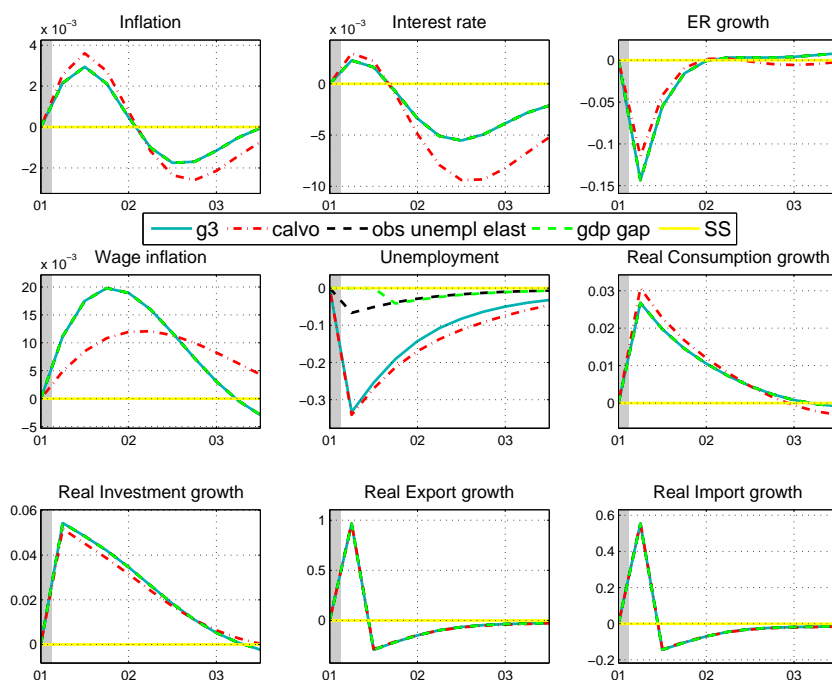 Inflation
x 10⁻³
4
2
0
−2
01 02 03
Interest rate
x 10⁻³
5
0
−5
−10
01 02 03
ER growth
0
−0.05
−0.1
−0.15
01 02 03
g3 calvo obs unempl elast gdp gap SS
Wage inflation
x 10⁻³
20
15
10
5
0
−5
01 02 03
Unemployment
0
−0.1
−0.2
−0.3
01 02 03
Real Consumption growth
0.03
0.02
0.01
0
01 02 03
Real Investment growth
0.06
0.04
0.02
0
01 02 03
Real Export growth
1
0.5
0
01 02 03
Real Import growth
0.6
0.4
0.2
0
−0.2
01 02 03